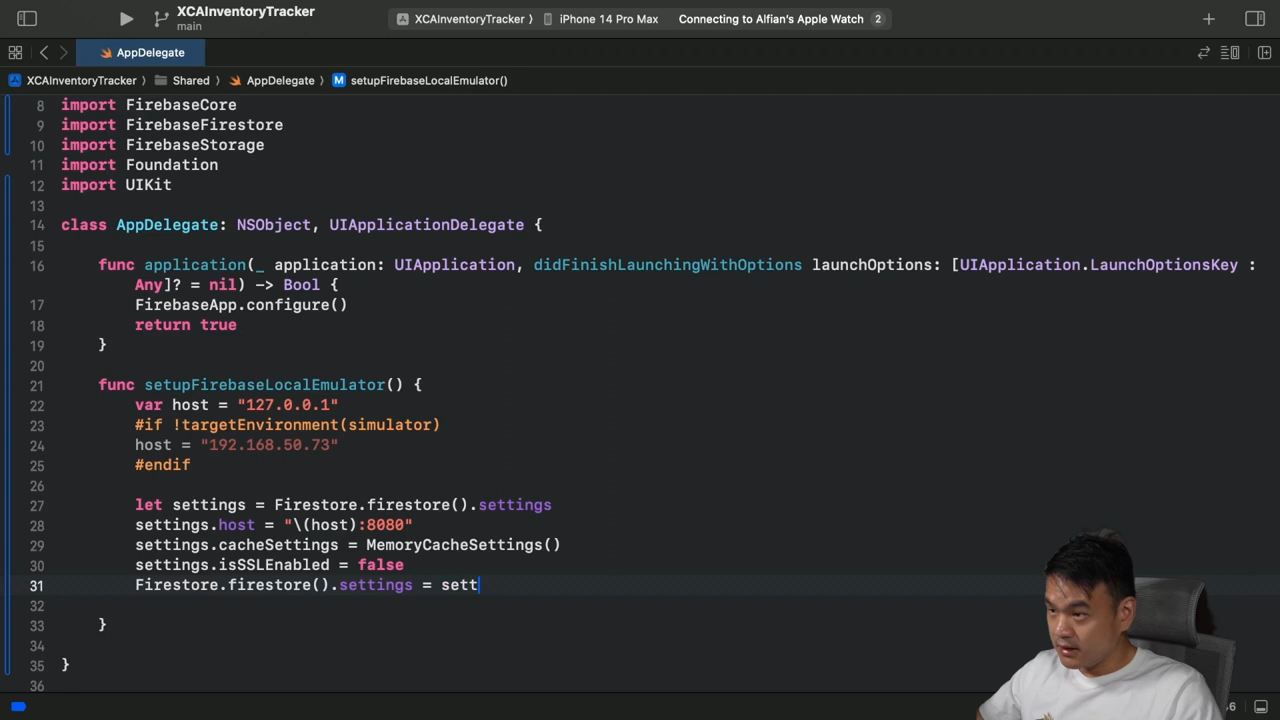 XCAInventoryTracker
main
XCAInventoryTracker 〉 iPhone 14 Pro Max Connecting to Alfian's Apple Watch 2
AppDelegate
XCAInventoryTracker 〉 Shared 〉 AppDelegate 〉 M setupFirebaseLocalEmulator()
8 import FirebaseCore
9 import FirebaseFirestore
10 import FirebaseStorage
11 import Foundation
12 import UIKit
13
14 class AppDelegate: NSObject, UIApplicationDelegate {
15
16 func application(_ application: UIApplication, didFinishLaunchingWithOptions launchOptions: [UIApplication.LaunchOptionsKey :
Any]? = nil) -> Bool {
17 FirebaseApp.configure()
18 return true
19 }
20
21 func setupFirebaseLocalEmulator() {
22 var host = "127.0.0.1"
23 #if !targetEnvironment(simulator)
24 host = "192.168.50.73"
25 #endif
26
27 let settings = Firestore.firestore().settings
28 settings.host = "\(host):8080"
29 settings.cacheSettings = MemoryCacheSettings()
30 settings.isSSLEnabled = false
31 Firestore.firestore().settings = sett
32
33 }
34
35 }
36